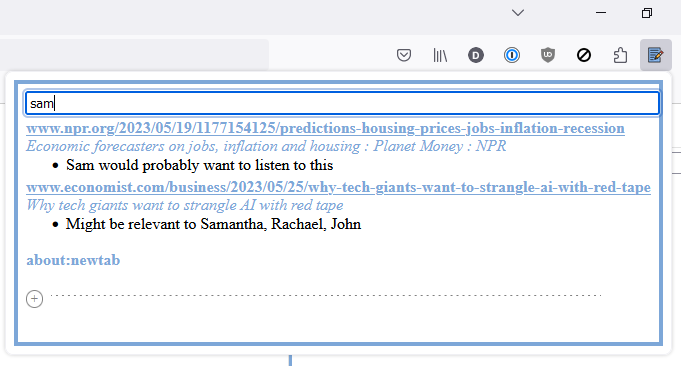 D
UD
sam
www.npr.org/2023/05/19/1177154125/predictions-housing-prices-jobs-inflation-recession
Economic forecasters on jobs, inflation and housing : Planet Money : NPR
• Sam would probably want to listen to this
www.economist.com/business/2023/05/25/why-tech-giants-want-to-strangle-ai-with-red-tape
Why tech giants want to strangle AI with red tape
• Might be relevant to Samantha, Rachael, John
about:newtab